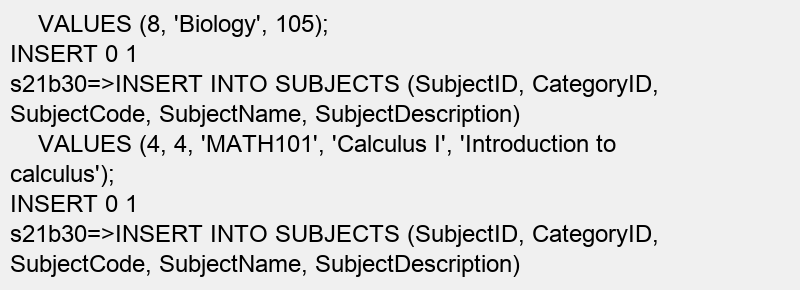 VALUES (8, 'Biology', 105);
INSERT 0 1
s21b30=>INSERT INTO SUBJECTS (SubjectID, CategoryID,
SubjectCode, SubjectName, SubjectDescription)
VALUES (4, 4, 'MATH101', 'Calculus I', 'Introduction to
calculus');
INSERT 0 1
s21b30=>INSERT INTO SUBJECTS (SubjectID, CategoryID,
SubjectCode, SubjectName, SubjectDescription)